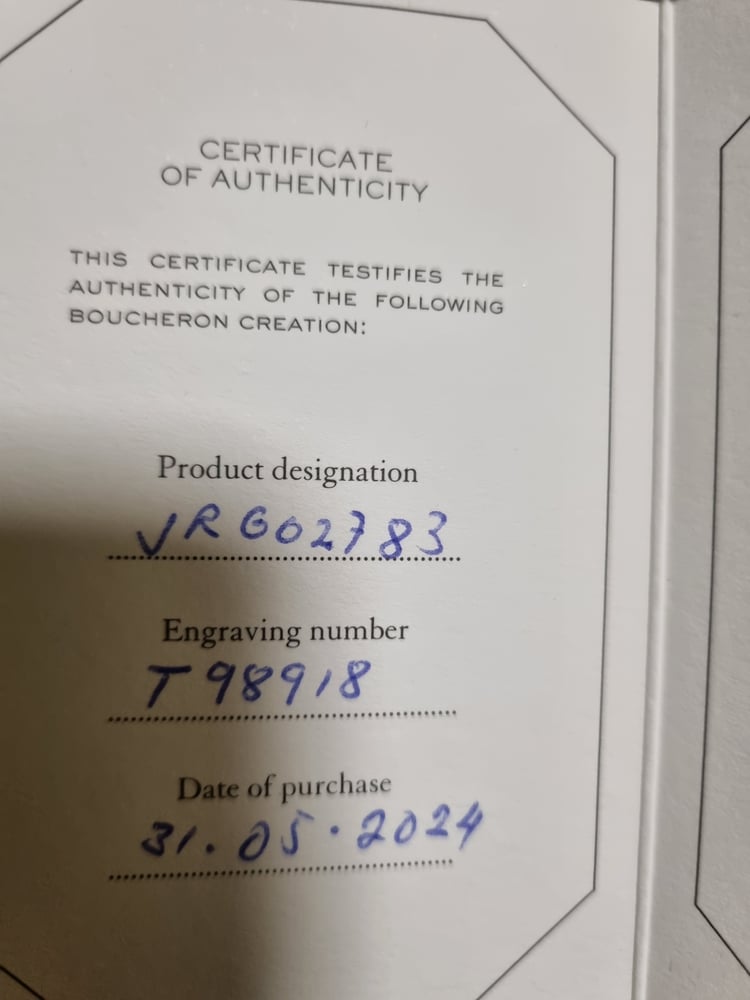 CERTIFICATE
OF AUTHENTICITY
THIS CERTIFICATE TESTIFIES THE
AUTHENTICITY OF THE FOLLOWING
BOUCHERON CREATION:
Product designation
JRG02783
Engraving number
T98918
Date of purchase
31.05.2024